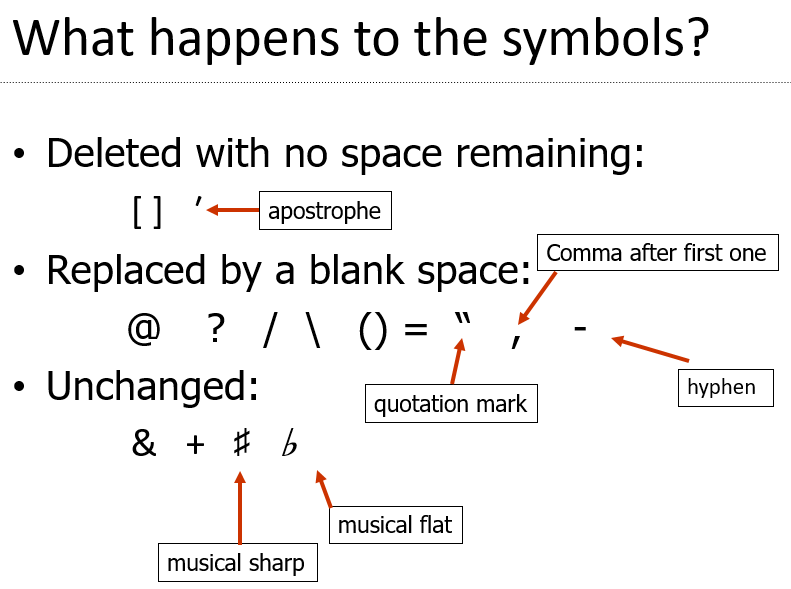 What happens to the symbols?
• Deleted with no space remaining:
[ ] ′
apostrophe
Comma after first one
• Replaced by a blank space:
@ ? / \ () = “ , -
quotation mark
hyphen
• Unchanged:
& + ♯ ♭
musical flat
musical sharp